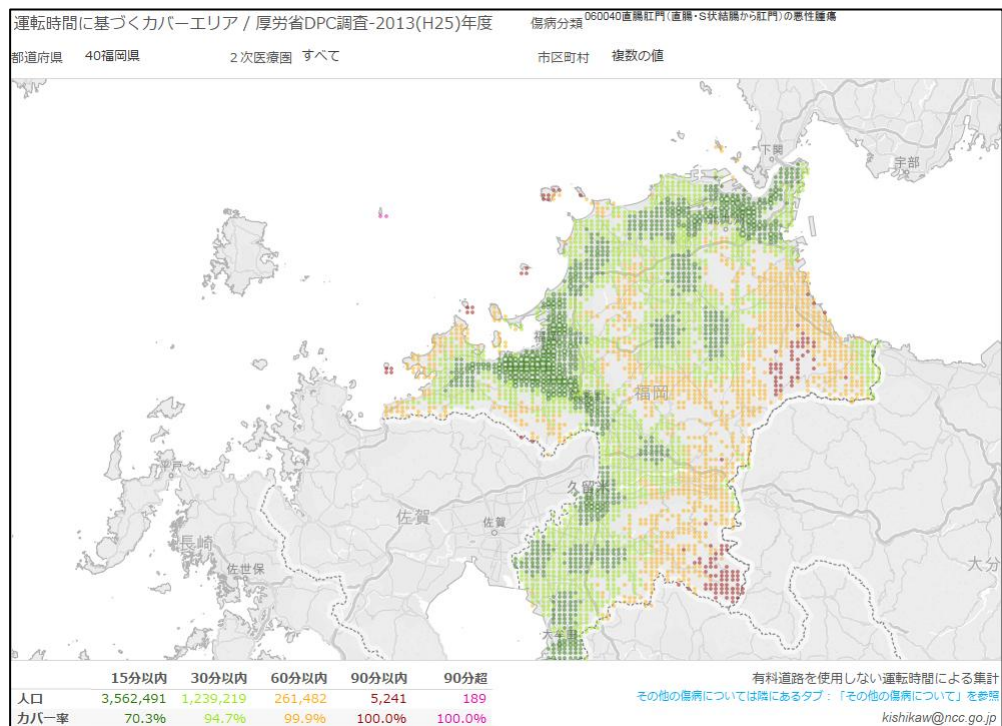 運転時間に基づくカバーエリア / 厚労省DPC調査-2013(H25)年度
傷病分類 060040直腸肛門(直腸・S状結腸から肛門)の悪性腫瘍
都道府県 40福岡県 2次医療圏 すべて 市区町村 複数の値
下関
宇部
福岡
平戸
久留米
佐賀
佐賀
長崎
佐世保
大分
大牟田
15分以内 30分以内 60分以内 90分以内 90分超
人口 3,562,491 1,239,219 261,482 5,241 189
カバー率 70.3% 94.7% 99.9% 100.0% 100.0%
有料道路を使用しない運転時間による集計
その他の傷病については隣にあるタブ:「その他の傷病について」を参照
kishikaw@ncc.go.jp